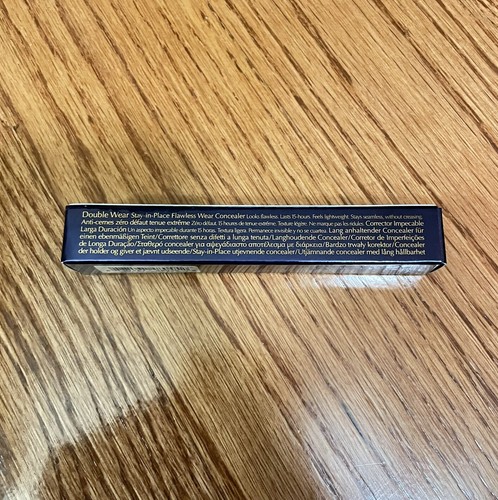 Double Wear Stay-in-Place Flawless Wear Concealer Looks flawless. Lasts 15-hours. Feels lightweight. Stays seamless, without creasing.
Anti-cernes zéro défaut tenue extrême Zéro défaut. 15 heures de tenue extrême. Texture légère. Ne marque pas les ridules. Corrector Impecable
Larga Duración Un aspecto impecable durante 15 horas. Textura ligera. Permanece invisible y no se cuartea. Lang anhaltender Concealer für
einen ebenmäßigen Teint/Correttore senza difetti a lunga tenuta/Langhoudende Concealer/Corretor de Imperfeições
de Longa Duração/Σταθερό concealer για αψεγάδιαστο αποτέλεσμα με διάρκεια/Bardzo trwały korektor/Concealer
der holder og giver et jævnt udseende/Stay-in-Place utjevnende concealer/Utjämnande concealer med lång hållbarhet